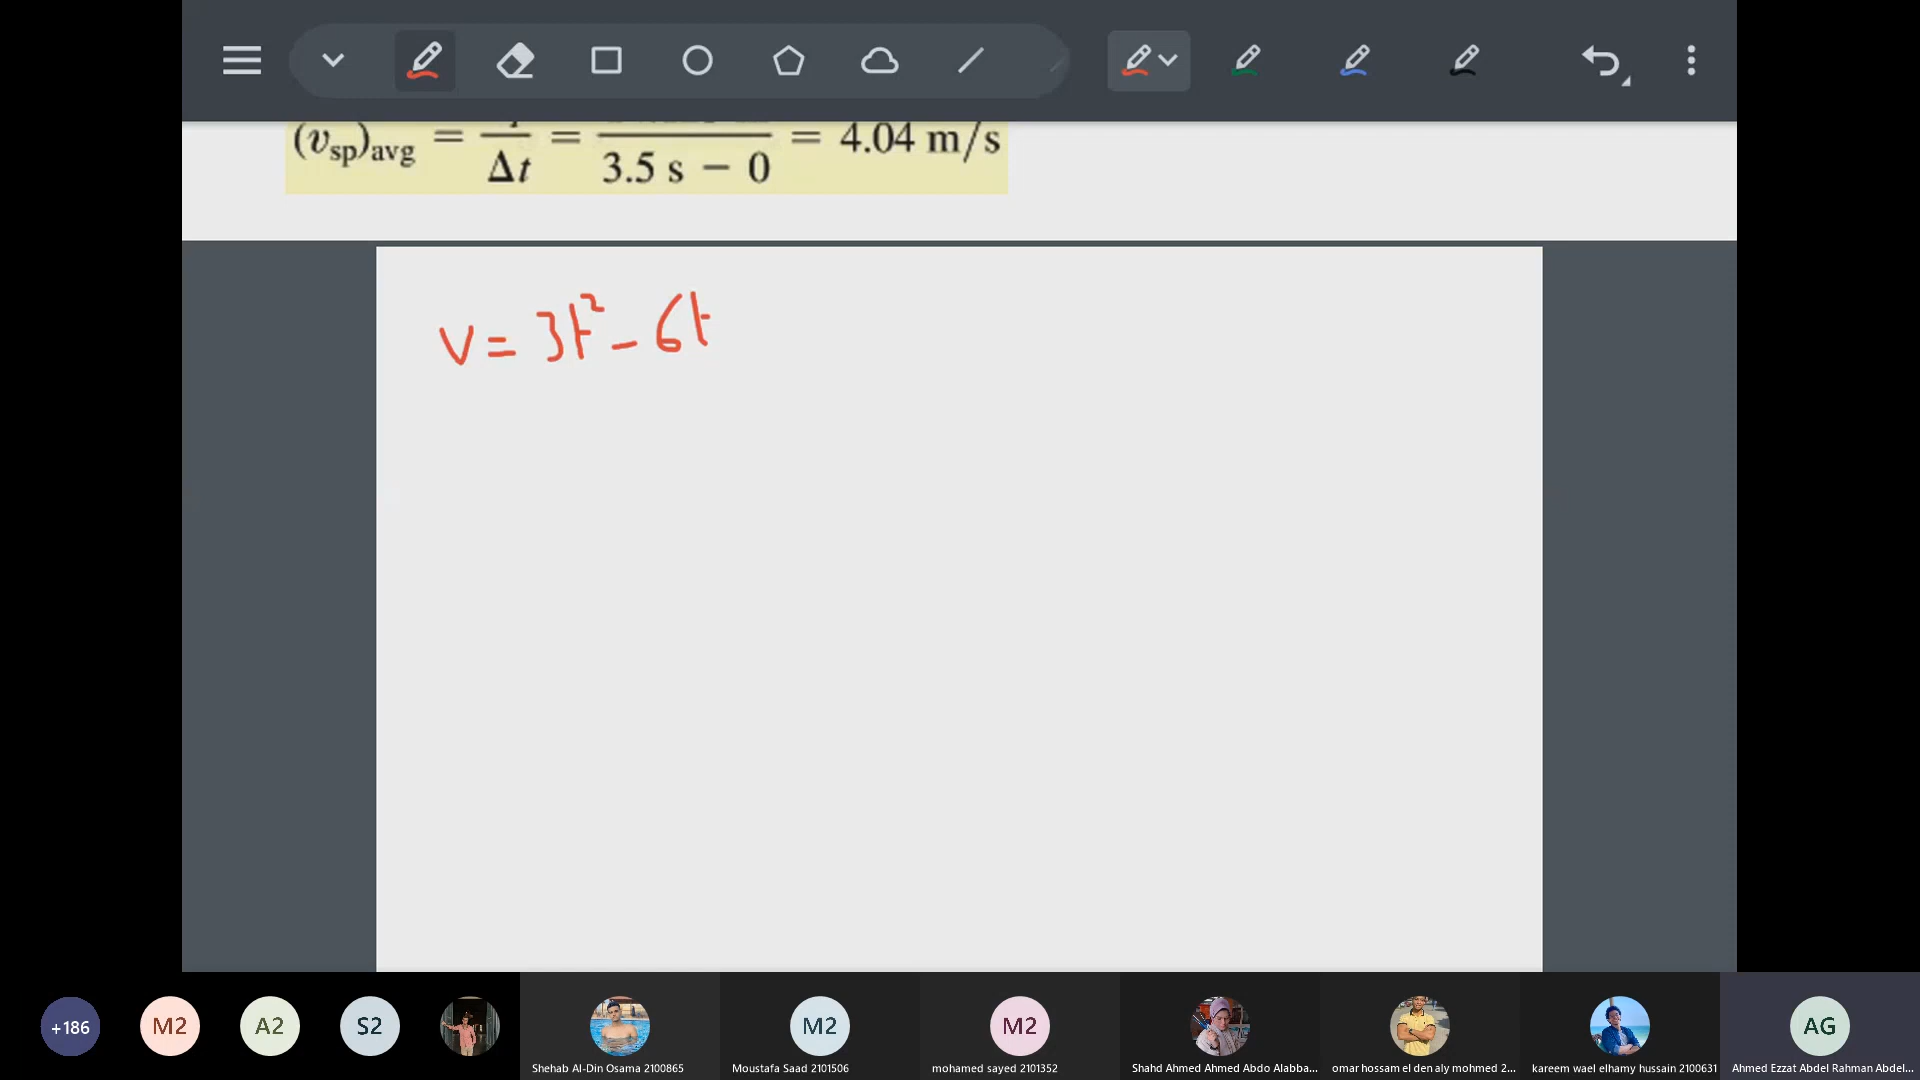 (v_sp)_avg = /Δt = /3.5 s − 0 = 4.04 m/s
v = 3t² - 6t
+186
M2
A2
S2
M2
M2
AG
Shehab Al-Din Osama 2100865
Moustafa Saad 2101506
mohamed sayed 2101352
Shahd Ahmed Ahmed Abdo Alabba...
omar hossam el den aly mohmed 2...
kareem wael elhamy hussain 2100631
Ahmed Ezzat Abdel Rahman Abdel...